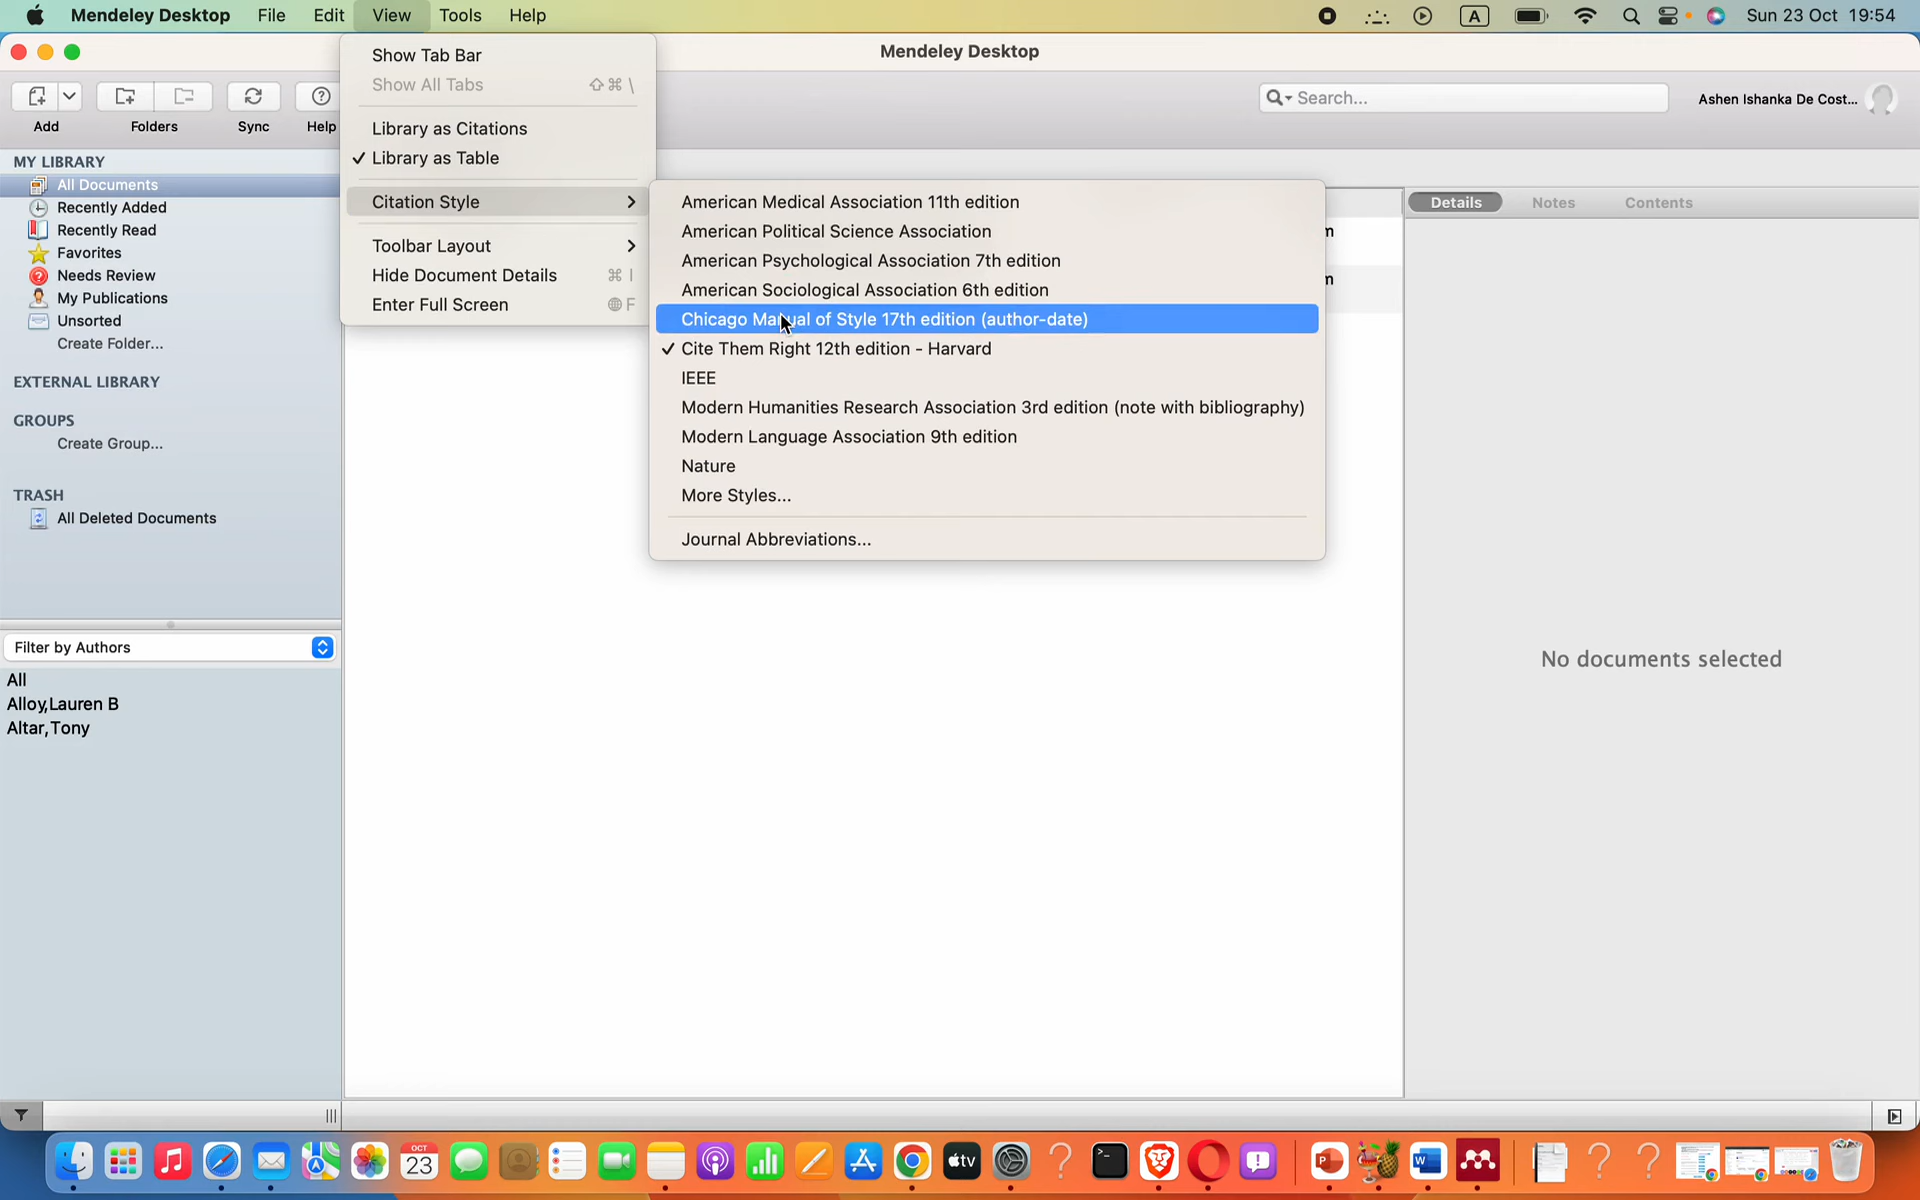 Mendeley Desktop File Edit View Tools Help
A Sun 23 Oct 19:54
Mendeley Desktop
Add Folders Sync Help
Search...
Ashen Ishanka De Cost...
Show Tab Bar
Show All Tabs ⇧⌘\
Library as Citations
✓ Library as Table
Citation Style >
Toolbar Layout >
Hide Document Details ⌘I
Enter Full Screen F
American Medical Association 11th edition
American Political Science Association
American Psychological Association 7th edition
American Sociological Association 6th edition
Chicago Manual of Style 17th edition (author-date)
✓ Cite Them Right 12th edition - Harvard
IEEE
Modern Humanities Research Association 3rd edition (note with bibliography)
Modern Language Association 9th edition
Nature
More Styles...
Journal Abbreviations...
MY LIBRARY
All Documents
Recently Added
Recently Read
Favorites
Needs Review
My Publications
Unsorted
Create Folder...
EXTERNAL LIBRARY
GROUPS
Create Group...
TRASH
All Deleted Documents
Filter by Authors
All
Alloy,Lauren B
Altar,Tony
Details Notes Contents
No documents selected
OCT
23
tv